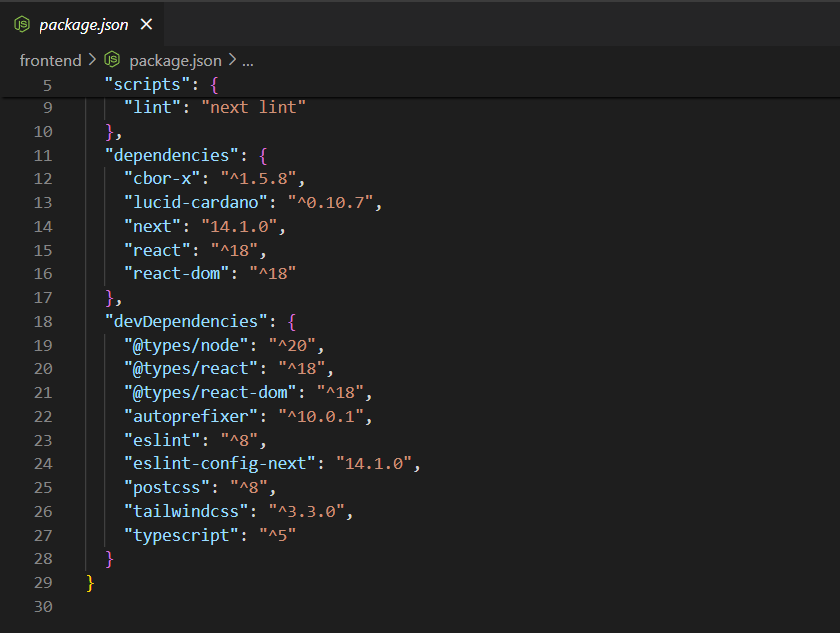 package.json
frontend > package.json > ...
5 "scripts": {
9 "lint": "next lint"
10 },
11 "dependencies": {
12 "cbor-x": "^1.5.8",
13 "lucid-cardano": "^0.10.7",
14 "next": "14.1.0",
15 "react": "^18",
16 "react-dom": "^18"
17 },
18 "devDependencies": {
19 "@types/node": "^20",
20 "@types/react": "^18",
21 "@types/react-dom": "^18",
22 "autoprefixer": "^10.0.1",
23 "eslint": "^8",
24 "eslint-config-next": "14.1.0",
25 "postcss": "^8",
26 "tailwindcss": "^3.3.0",
27 "typescript": "^5"
28 }
29 }
30